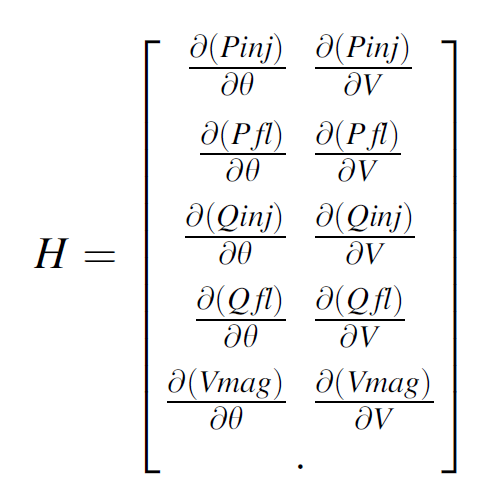 H = [ ∂(Pinj)/∂θ ∂(Pinj)/∂V
∂(Pfl)/∂θ ∂(Pfl)/∂V
∂(Qinj)/∂θ ∂(Qinj)/∂V
∂(Qfl)/∂θ ∂(Qfl)/∂V
∂(Vmag)/∂θ ∂(Vmag)/∂V
. ]